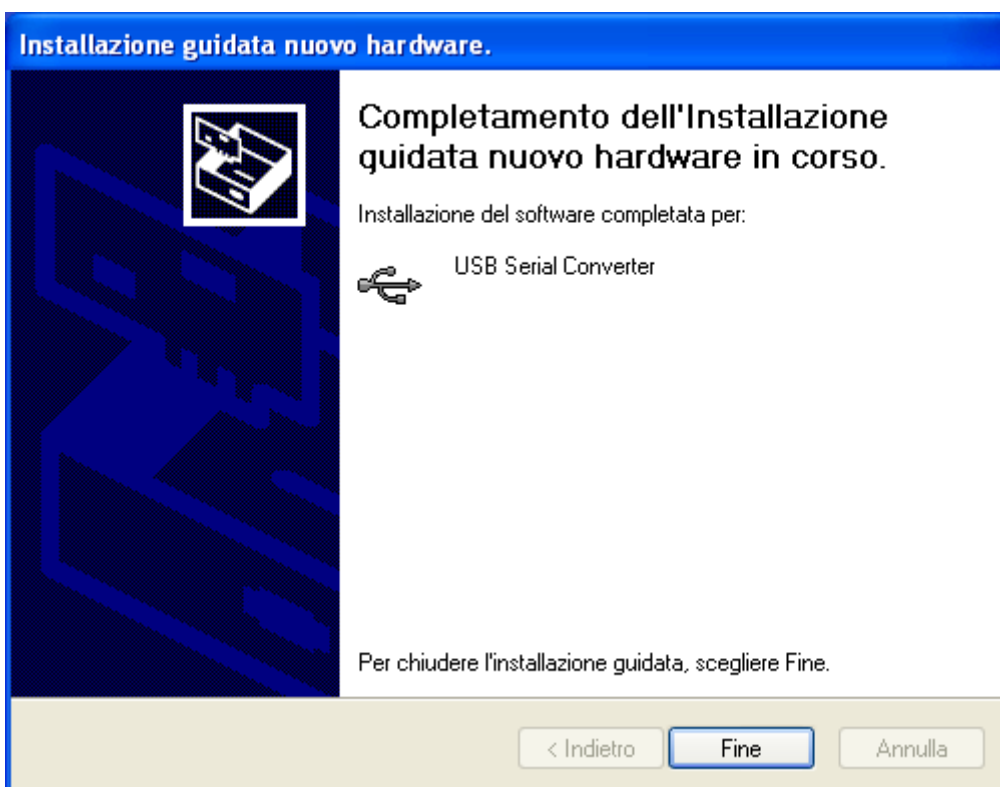 Installazione guidata nuovo hardware.
Completamento dell'Installazione
guidata nuovo hardware in corso.
Installazione del software completata per:
USB Serial Converter
Per chiudere l'installazione guidata, scegliere Fine.
< Indietro
Fine
Annulla